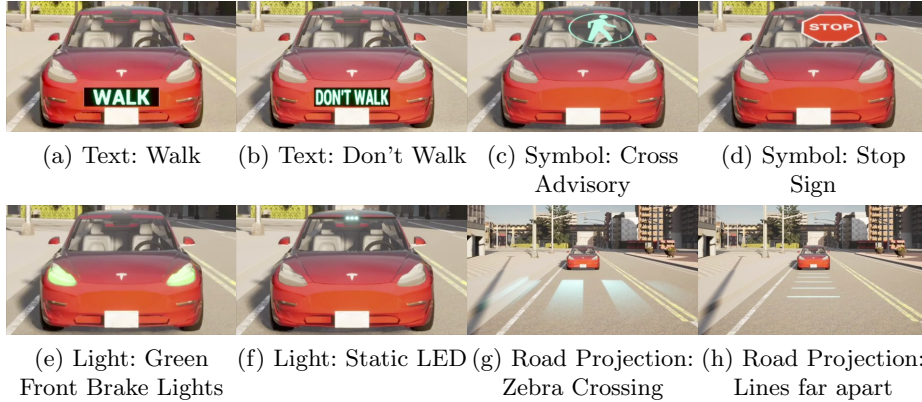 WALK
DON'T WALK
STOP
(a) Text: Walk
(b) Text: Don't Walk
(c) Symbol: Cross
Advisory
(d) Symbol: Stop
Sign
(e) Light: Green
Front Brake Lights
(f) Light: Static LED
(g) Road Projection:
Zebra Crossing
(h) Road Projection:
Lines far apart